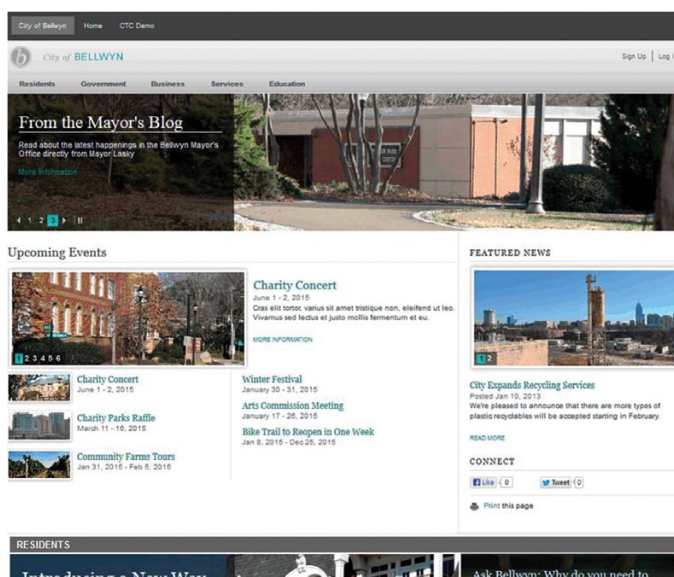 City of Bellwyn Home CTC Demo
b City of BELLWYN
Sign Up | Log
Residents Government Business Services Education
From the Mayor's Blog
Read about the latest happenings in the Bellwyn Mayor's
Office directly from Mayor Lasky
More Information
1 2 3
Upcoming Events
1 2 3 4 5 6
Charity Concert
June 1 - 2, 2015
Cras elit tortor, varius sit amet tristique non, eleifend ut leo.
Vivamus sed lectus et justo mollis fermentum et eu.
MORE INFORMATION
Charity Concert
June 1 - 2, 2015
Charity Parks Raffle
March 11 - 16, 2015
Community Farms Tours
Jan 31, 2015 - Feb 5, 2015
Winter Festival
January 30 - 31, 2015
Arts Commission Meeting
January 17 - 26, 2015
Bike Trail to Reopen in One Week
Jan 9, 2015 - Dec 25, 2015
FEATURED NEWS
1 2
City Expands Recycling Services
Posted Jan 10, 2013
We're pleased to announce that there are more types of
plastic recyclables will be accepted starting in February.
READ MORE
CONNECT
Like 0 Tweet 0
Print this page
RESIDENTS
Introducing a New Way
Ask Bellwyn: Why do you need to